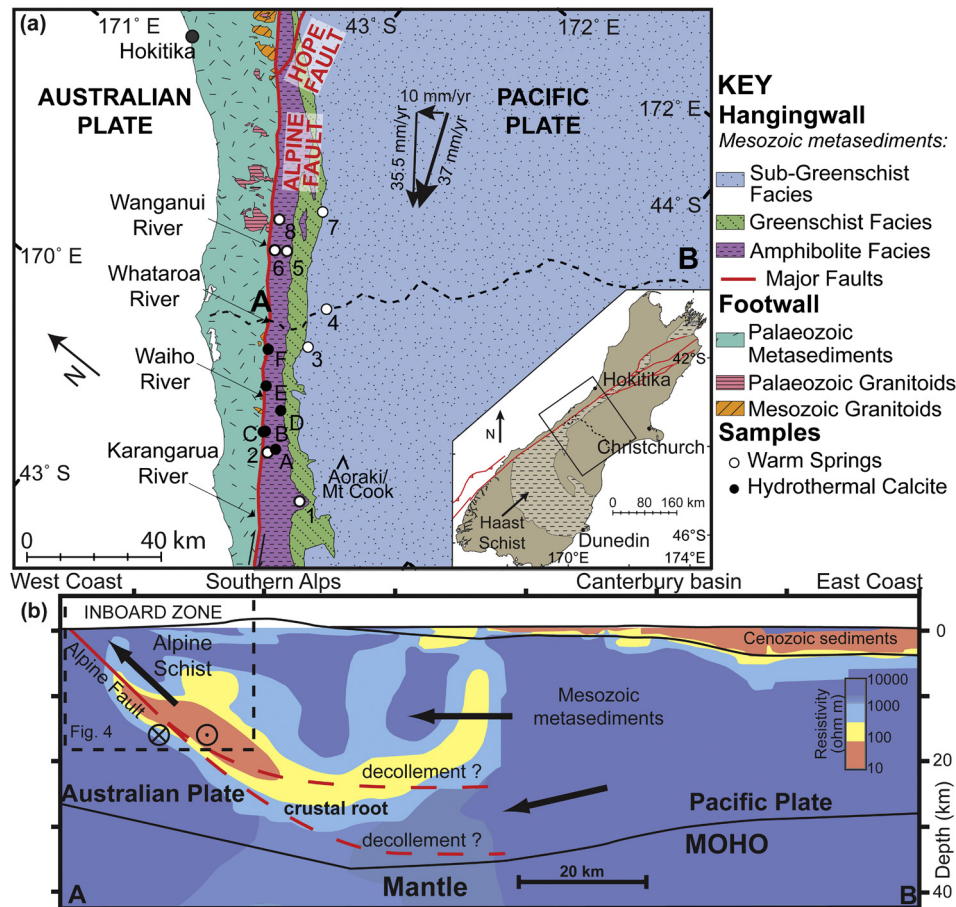 (a)
171° E
Hokitika
43° S
172° E
AUSTRALIAN
PLATE
HOPE
FAULT
ALPINE
FAULT
10 mm/yr
35.5 mm/yr
37 mm/yr
PACIFIC
PLATE
172° E
44° S
Wanganui
River
170° E
Whataroa
River
Waiho
River
Karangarua
River
43° S
N
A
B
7
8
6
5
4
3
F
E
D
C
B
A
2
1
Aoraki/
Mt Cook
0
40 km
KEY
Hangingwall
Mesozoic metasediments:
Sub-Greenschist
Facies
Greenschist Facies
Amphibolite Facies
Major Faults
Footwall
Palaeozoic
Metasediments
Palaeozoic Granitoids
Mesozoic Granitoids
Samples
Warm Springs
Hydrothermal Calcite
42°S
Hokitika
N
Christchurch
0 80 160 km
Haast
Schist
Dunedin
46°S
170°E
174°E
West Coast
Southern Alps
Canterbury basin
East Coast
(b)
INBOARD ZONE
Alpine
Schist
Alpine Fault
Fig. 4
Cenozoic sediments
Mesozoic
metasediments
Resistivity
(ohm m)
10000
1000
100
10
decollement ?
crustal root
decollement ?
Australian Plate
Pacific Plate
MOHO
Mantle
20 km
A
B
0
10
20
30
40
Depth (km)